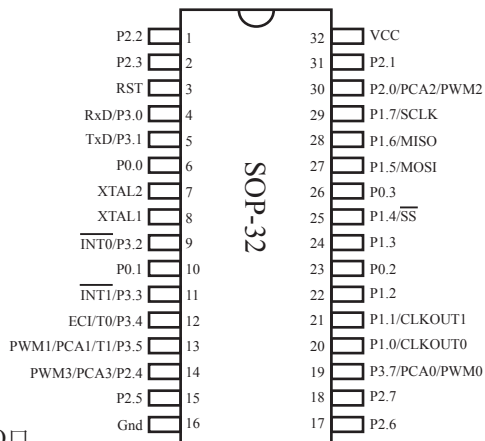 P2.2 1 32 VCC
P2.3 2 31 P2.1
RST 3 30 P2.0/PCA2/PWM2
RxD/P3.0 4 29 P1.7/SCLK
TxD/P3.1 5 28 P1.6/MISO
P0.0 6 27 P1.5/MOSI
XTAL2 7 26 P0.3
XTAL1 8 25 P1.4/S̅S̅
I̅N̅T̅0̅/P3.2 9 24 P1.3
P0.1 10 23 P0.2
I̅N̅T̅1̅/P3.3 11 22 P1.2
ECI/T0/P3.4 12 21 P1.1/CLKOUT1
PWM1/PCA1/T1/P3.5 13 20 P1.0/CLKOUT0
PWM3/PCA3/P2.4 14 19 P3.7/PCA0/PWM0
P2.5 15 18 P2.7
Gnd 16 17 P2.6
SOP-32